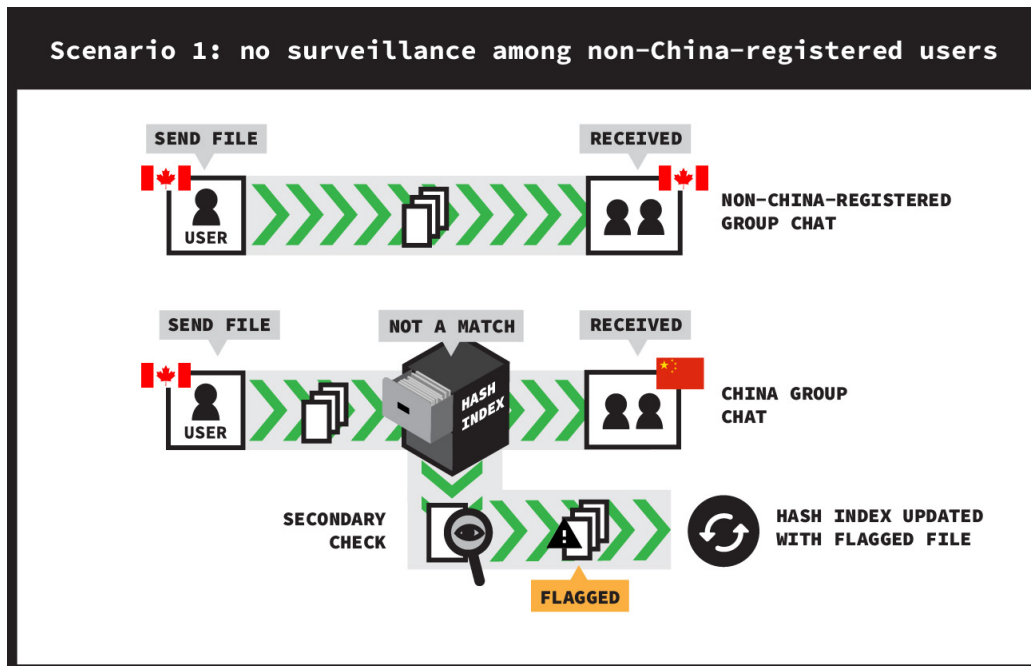 Scenario 1: no surveillance among non-China-registered users
SEND FILE
RECEIVED
USER
NON-CHINA-REGISTERED
GROUP CHAT
SEND FILE
NOT A MATCH
RECEIVED
USER
HASH
INDEX
CHINA GROUP
CHAT
SECONDARY
CHECK
FLAGGED
HASH INDEX UPDATED
WITH FLAGGED FILE